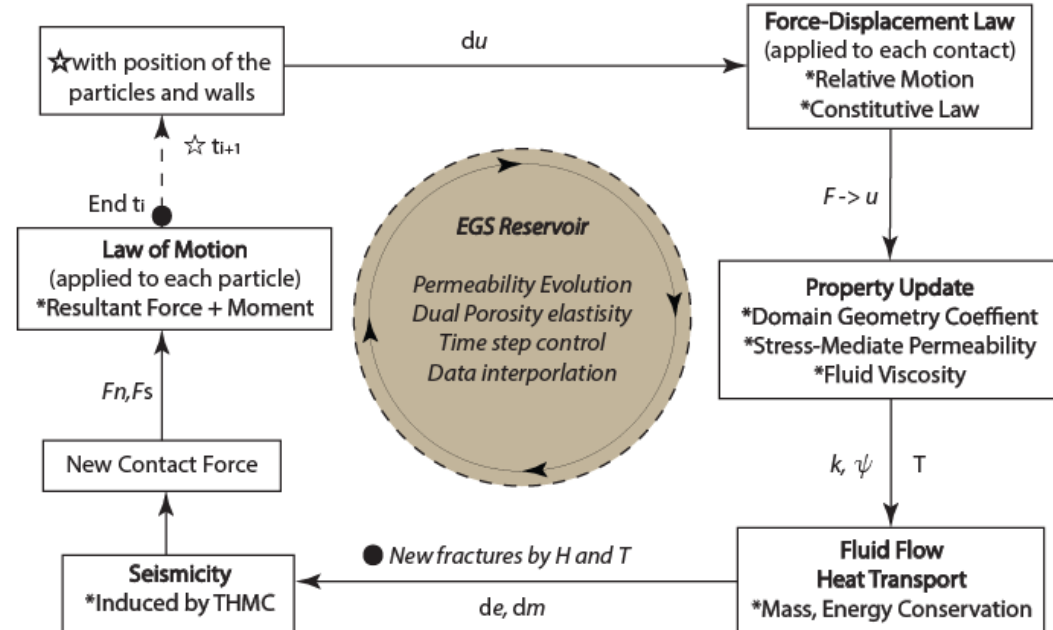 ☆with position of the
particles and walls
du
Force-Displacement Law
(applied to each contact)
*Relative Motion
*Constitutive Law
☆ ti+1
End ti
F -> u
Law of Motion
(applied to each particle)
*Resultant Force + Moment
EGS Reservoir
Permeability Evolution
Dual Porosity elastisity
Time step control
Data interporlation
Property Update
*Domain Geometry Coeffient
*Stress-Mediate Permeability
*Fluid Viscosity
Fn,Fs
k, ψ T
New Contact Force
New fractures by H and T
de, dm
Seismicity
*Induced by THMC
Fluid Flow
Heat Transport
*Mass, Energy Conservation